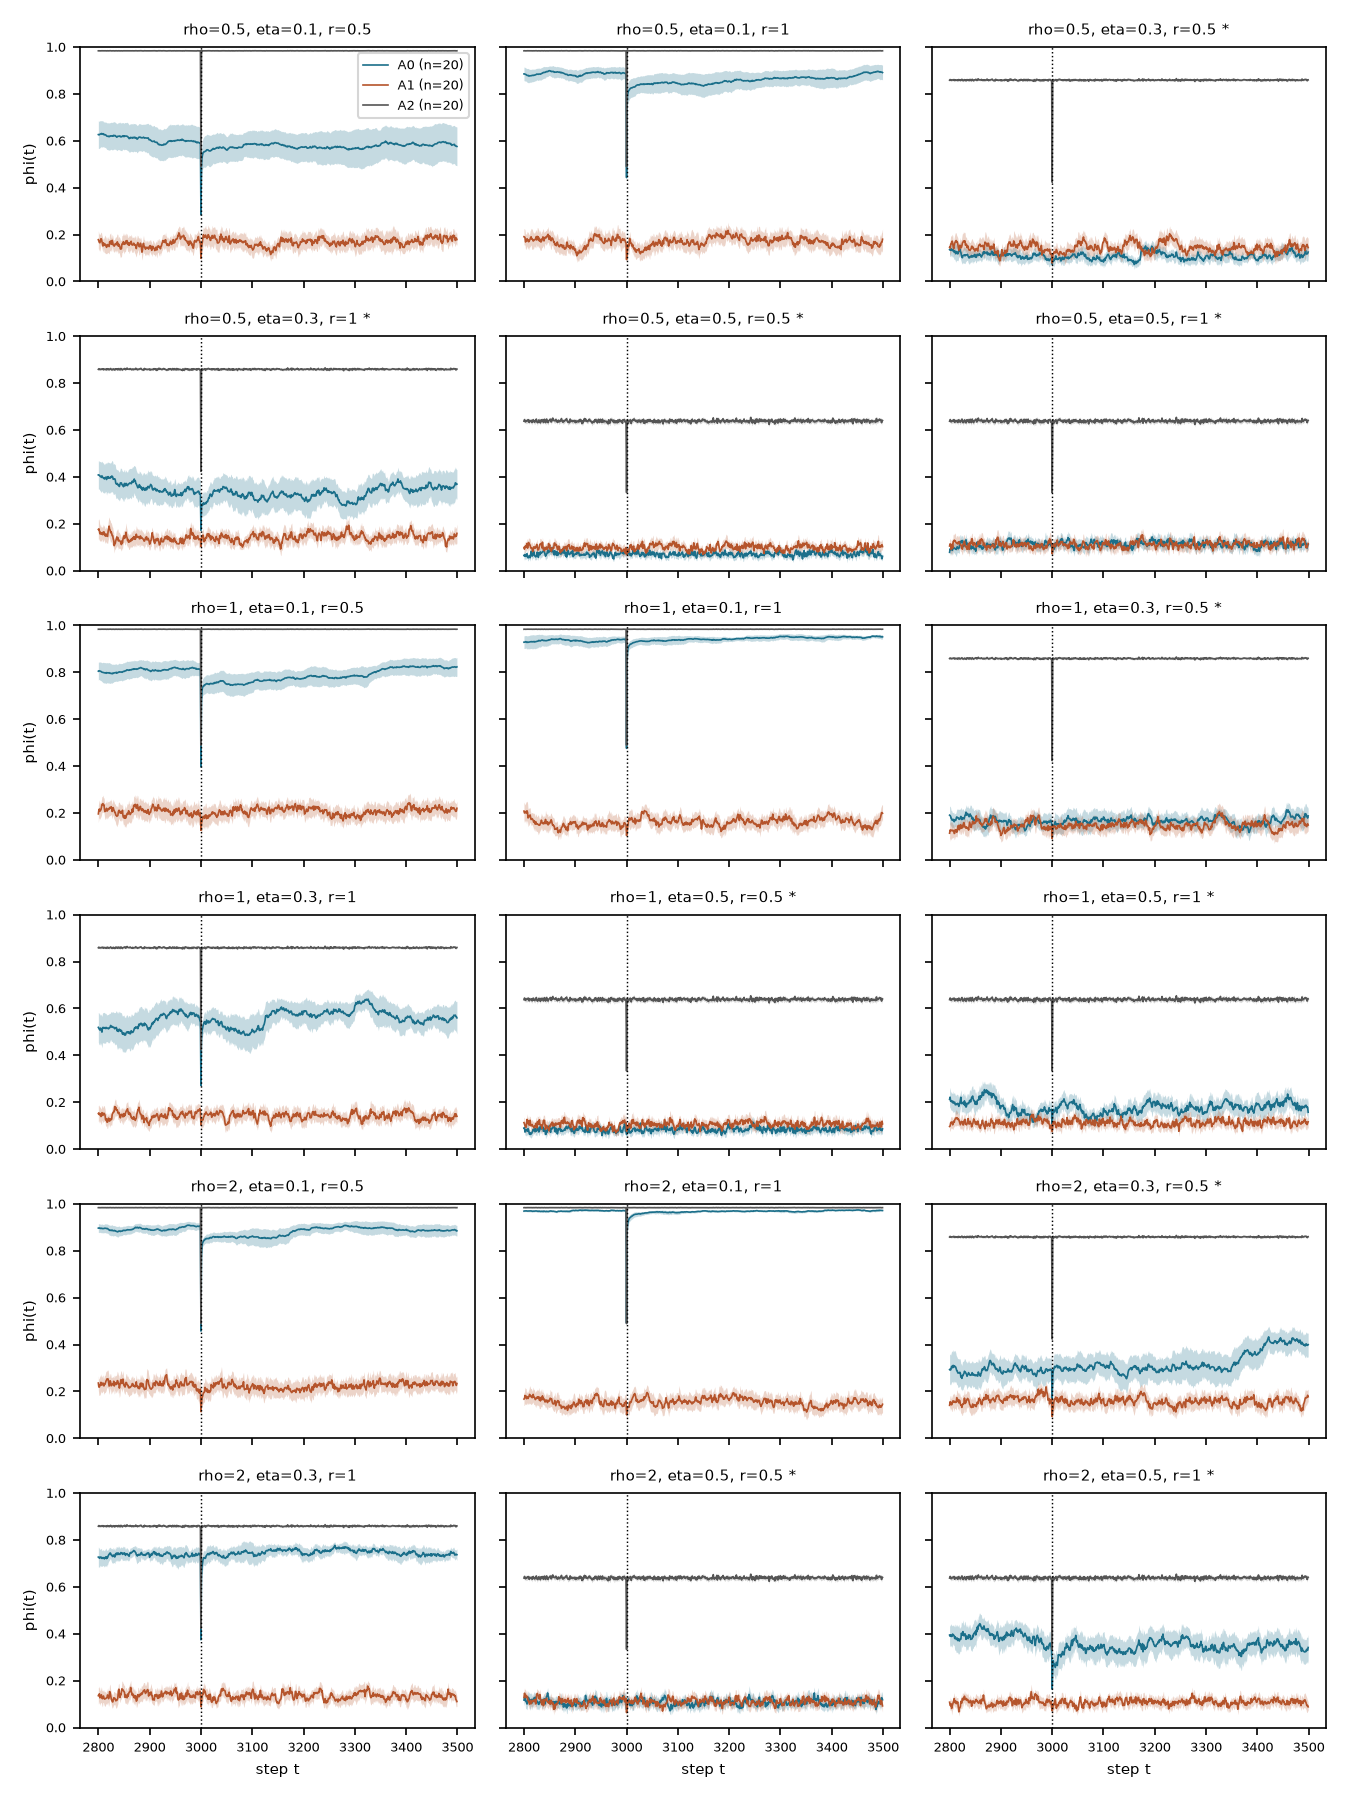 rho=0.5, eta=0.1, r=0.5
rho=0.5, eta=0.1, r=1
rho=0.5, eta=0.3, r=0.5 *
1.0
0.8
0.6
0.4
0.2
0.0
phi(t)
A0 (n=20)
A1 (n=20)
A2 (n=20)
rho=0.5, eta=0.3, r=1 *
rho=0.5, eta=0.5, r=0.5 *
rho=0.5, eta=0.5, r=1 *
1.0
0.8
0.6
0.4
0.2
0.0
phi(t)
rho=1, eta=0.1, r=0.5
rho=1, eta=0.1, r=1
rho=1, eta=0.3, r=0.5 *
1.0
0.8
0.6
0.4
0.2
0.0
phi(t)
rho=1, eta=0.3, r=1
rho=1, eta=0.5, r=0.5 *
rho=1, eta=0.5, r=1 *
1.0
0.8
0.6
0.4
0.2
0.0
phi(t)
rho=2, eta=0.1, r=0.5
rho=2, eta=0.1, r=1
rho=2, eta=0.3, r=0.5 *
1.0
0.8
0.6
0.4
0.2
0.0
phi(t)
rho=2, eta=0.3, r=1
rho=2, eta=0.5, r=0.5 *
rho=2, eta=0.5, r=1 *
1.0
0.8
0.6
0.4
0.2
0.0
phi(t)
2800 2900 3000 3100 3200 3300 3400 3500
2800 2900 3000 3100 3200 3300 3400 3500
2800 2900 3000 3100 3200 3300 3400 3500
step t
step t
step t